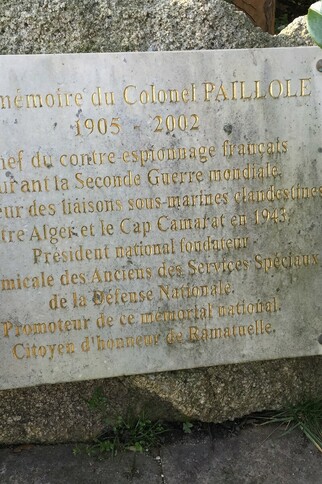 mémoire du Colonel PAILLOLE
1905 2002
hef du contre-espionnage français
urant la Seconde Guerre mondiale.
eur des liaisons sous-marines clandestines
tre Alger et le Cap Camarat en 1943.
Président national fondateur
micale des Anciens des Services Spéciaux
de la Défense Nationale.
Promoteur de ce mémorial national.
Citoyen d'honneur de Ramatuelle.